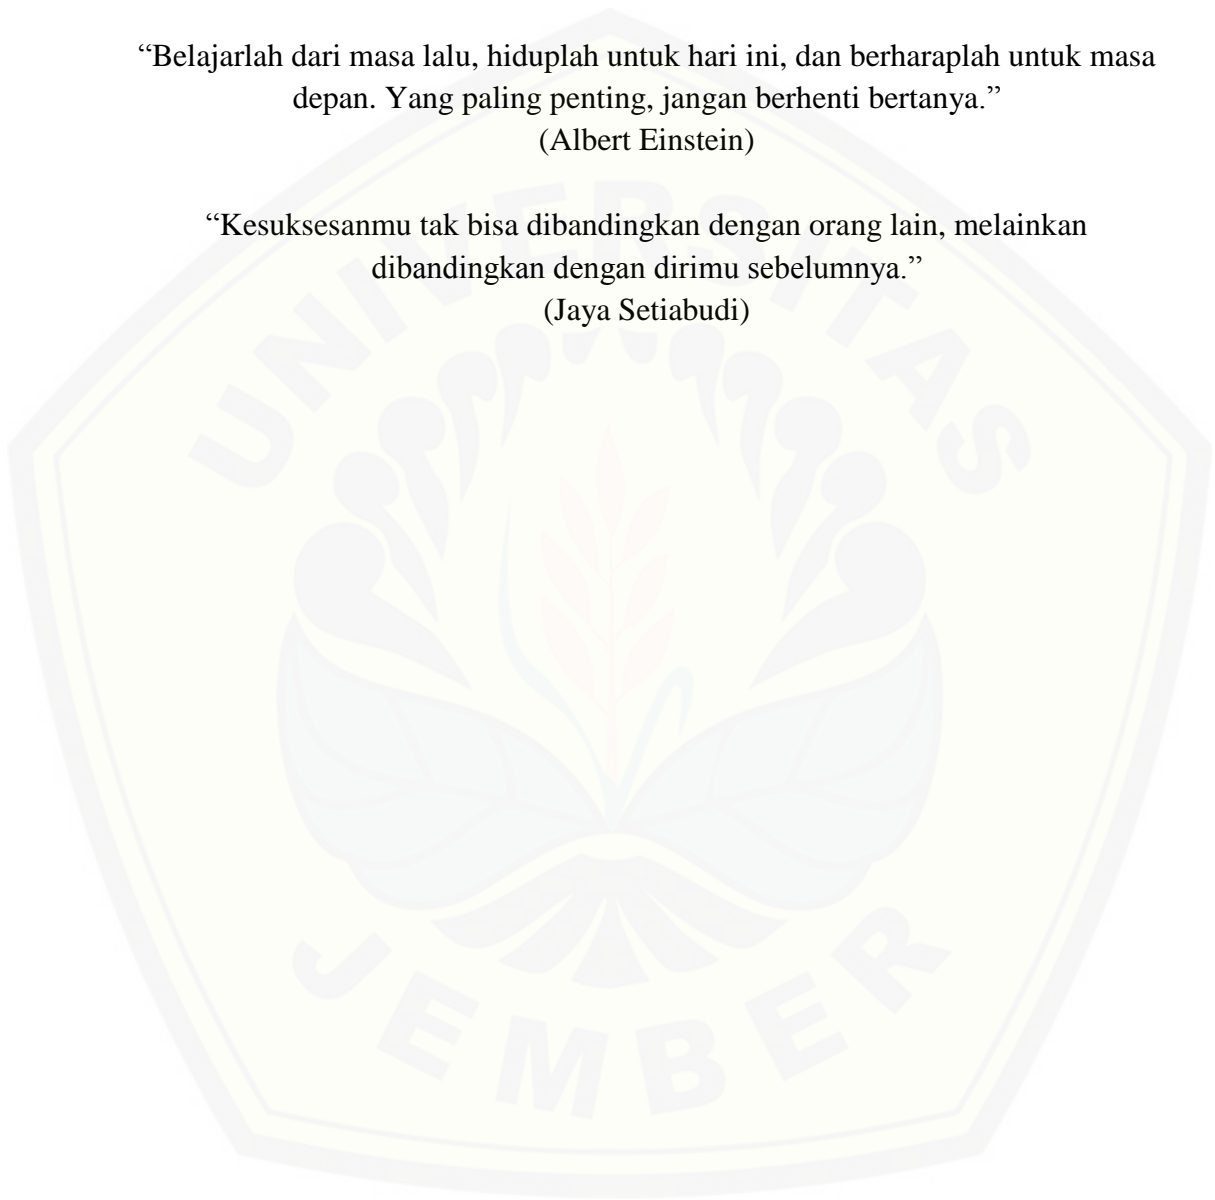 “Belajarlah dari masa lalu, hiduplah untuk hari ini, dan berharaplah untuk masa
depan. Yang paling penting, jangan berhenti bertanya.”
(Albert Einstein)
“Kesuksesanmu tak bisa dibandingkan dengan orang lain, melainkan
dibandingkan dengan dirimu sebelumnya.”
(Jaya Setiabudi)
UNIVERSITAS
JEMBER